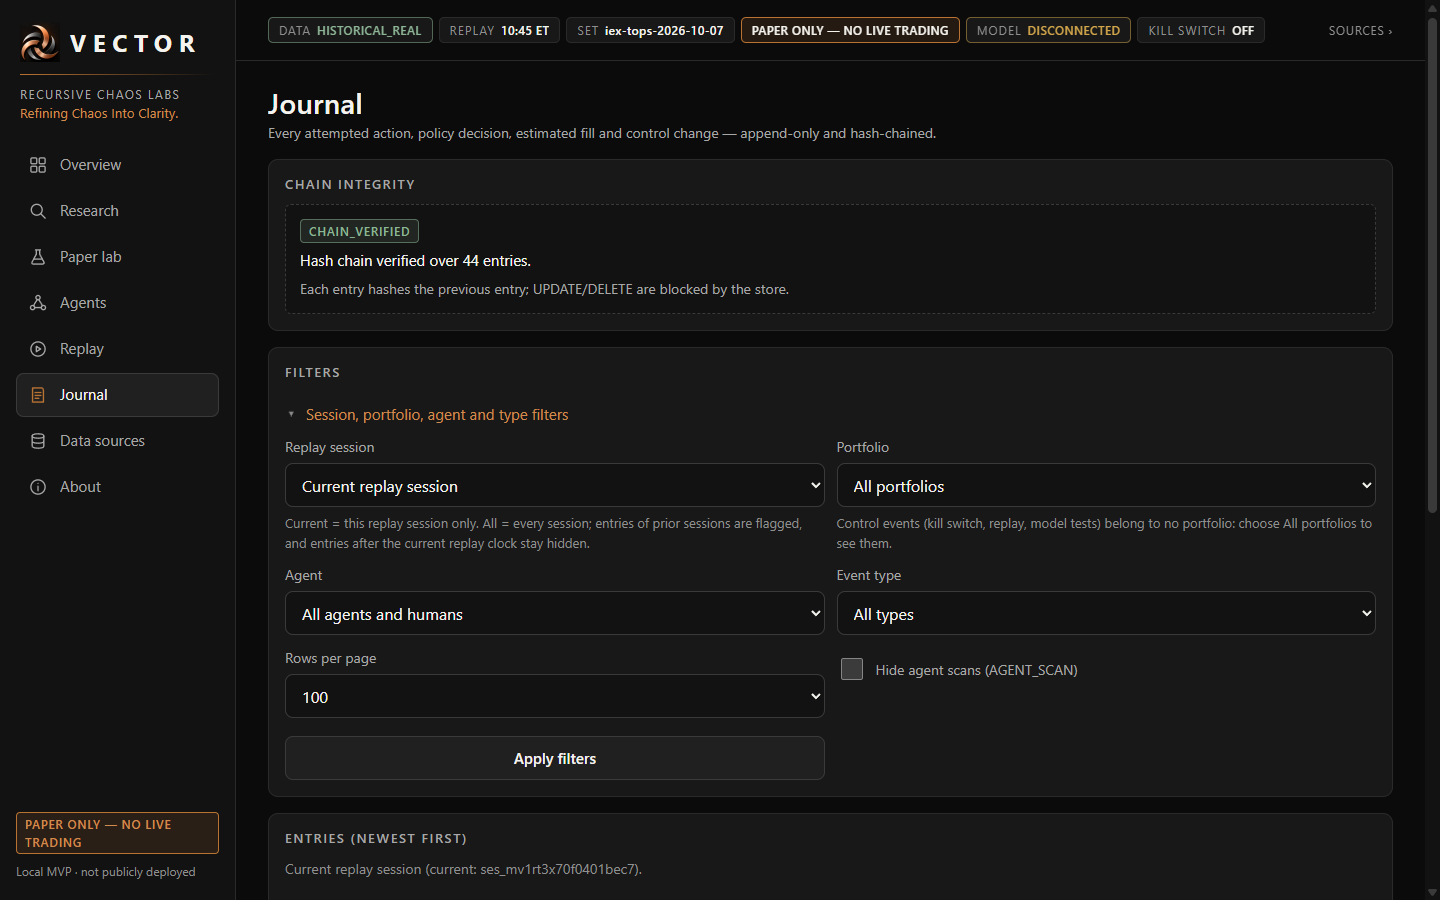 VECTOR
RECURSIVE CHAOS LABS
Refining Chaos Into Clarity.
Overview
Research
Paper lab
Agents
Replay
Journal
Data sources
About
PAPER ONLY — NO LIVE
TRADING
Local MVP · not publicly deployed
DATA HISTORICAL_REAL
REPLAY 10:45 ET
SET iex-tops-2026-10-07
PAPER ONLY — NO LIVE TRADING
MODEL DISCONNECTED
KILL SWITCH OFF
SOURCES ›
Journal
Every attempted action, policy decision, estimated fill and control change — append-only and hash-chained.
CHAIN INTEGRITY
CHAIN_VERIFIED
Hash chain verified over 44 entries.
Each entry hashes the previous entry; UPDATE/DELETE are blocked by the store.
FILTERS
Session, portfolio, agent and type filters
Replay session
Current replay session
Current = this replay session only. All = every session; entries of prior sessions are flagged,
and entries after the current replay clock stay hidden.
Portfolio
All portfolios
Control events (kill switch, replay, model tests) belong to no portfolio: choose All portfolios to
see them.
Agent
All agents and humans
Event type
All types
Rows per page
100
Hide agent scans (AGENT_SCAN)
Apply filters
ENTRIES (NEWEST FIRST)
Current replay session (current: ses_mv1rt3x70f0401bec7).